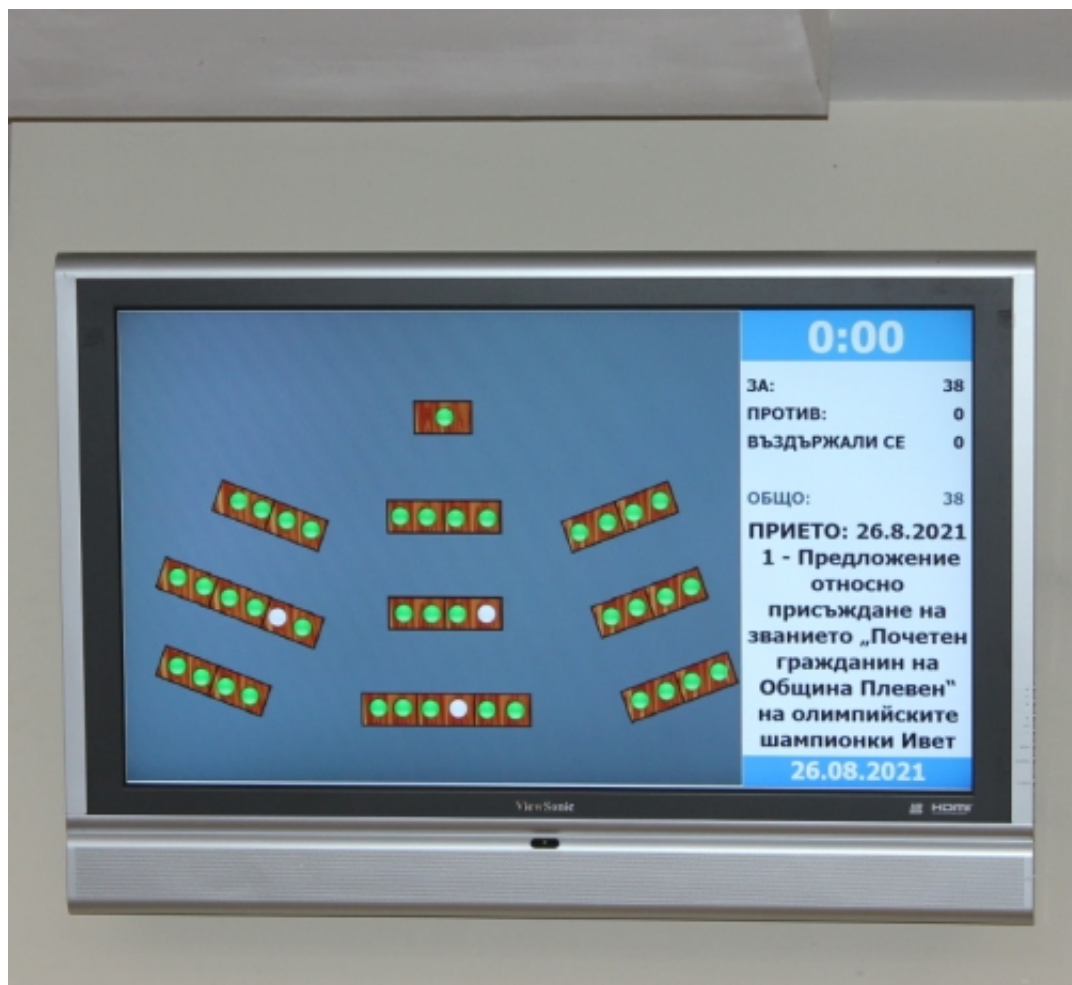 0:00
ЗА: 38
ПРОТИВ: 0
ВЪЗДЪРЖАЛИ СЕ 0
ОБЩО: 38
ПРИЕТО: 26.8.2021
1 - Предложение
относно
присъждане на
званието „Почетен
гражданин на
Община Плевен"
на олимпийските
шампионки Ивет
26.08.2021
ViewSonic
HDMI